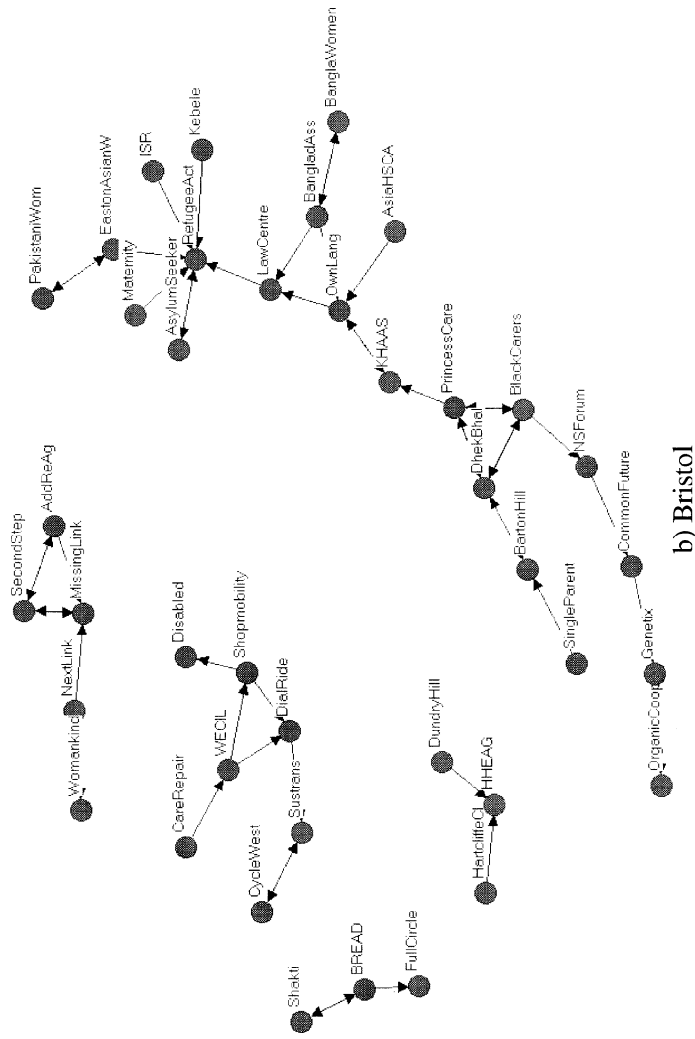 PakistaniWom
EastonAsianW
Maternity
ISR
AsylumSeeker
RefugeeAct
Kebele
LawCentre
BangladAss
BanglaWomen
OwnLang
AsiaHSCA
KHAAS
PrincessCare
DhekBhal
BlackCarers
BartonHill
NSForum
SingleParent
CommonFuture
Genetix
OrganicCoop
SecondStep
AddReAg
MissingLink
NextLink
Womankind
Disabled
Shopmobility
WECIL
DialRide
CareRepair
Sustrans
CycleWest
DundryHill
HHEAG
HartcliffeCl
Shakti
BREAD
FullCircle
b) Bristol